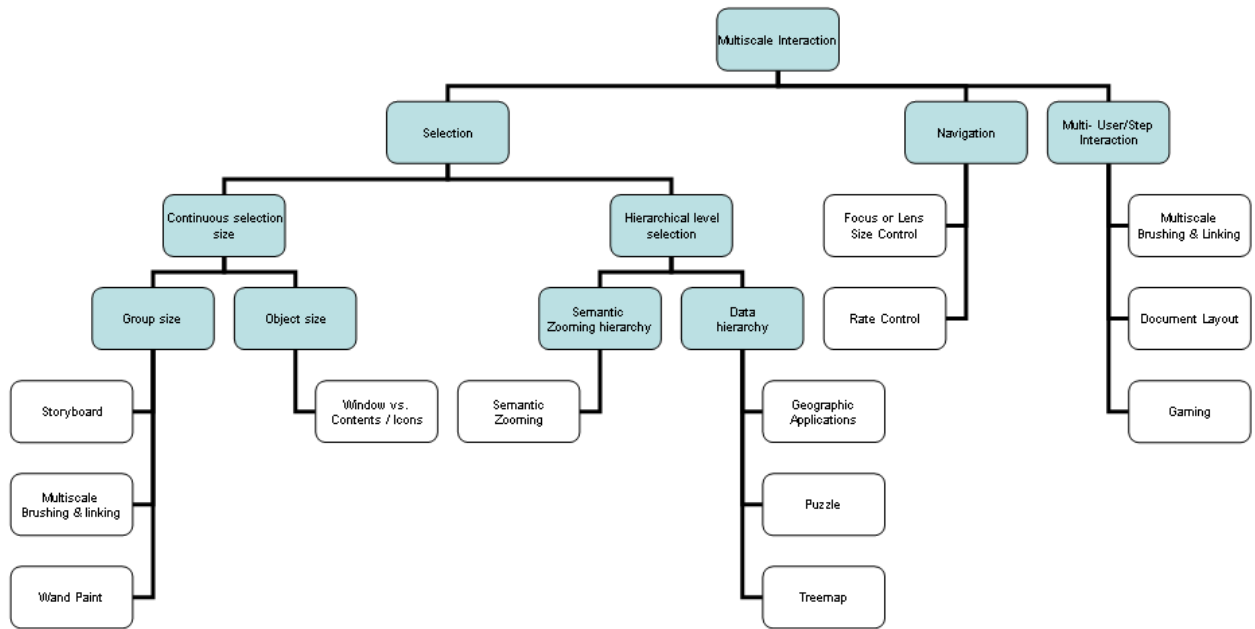 Multiscale Interaction
Selection
Navigation
Multi- User/Step
Interaction
Continuous selection
size
Hierarchical level
selection
Focus or Lens
Size Control
Multiscale
Brushing & Linking
Group size
Object size
Semantic
Zooming hierarchy
Data
hierarchy
Rate Control
Document Layout
Storyboard
Window vs.
Contents / Icons
Semantic
Zooming
Geographic
Applications
Gaming
Multiscale
Brushing & linking
Puzzle
Wand Paint
Treemap